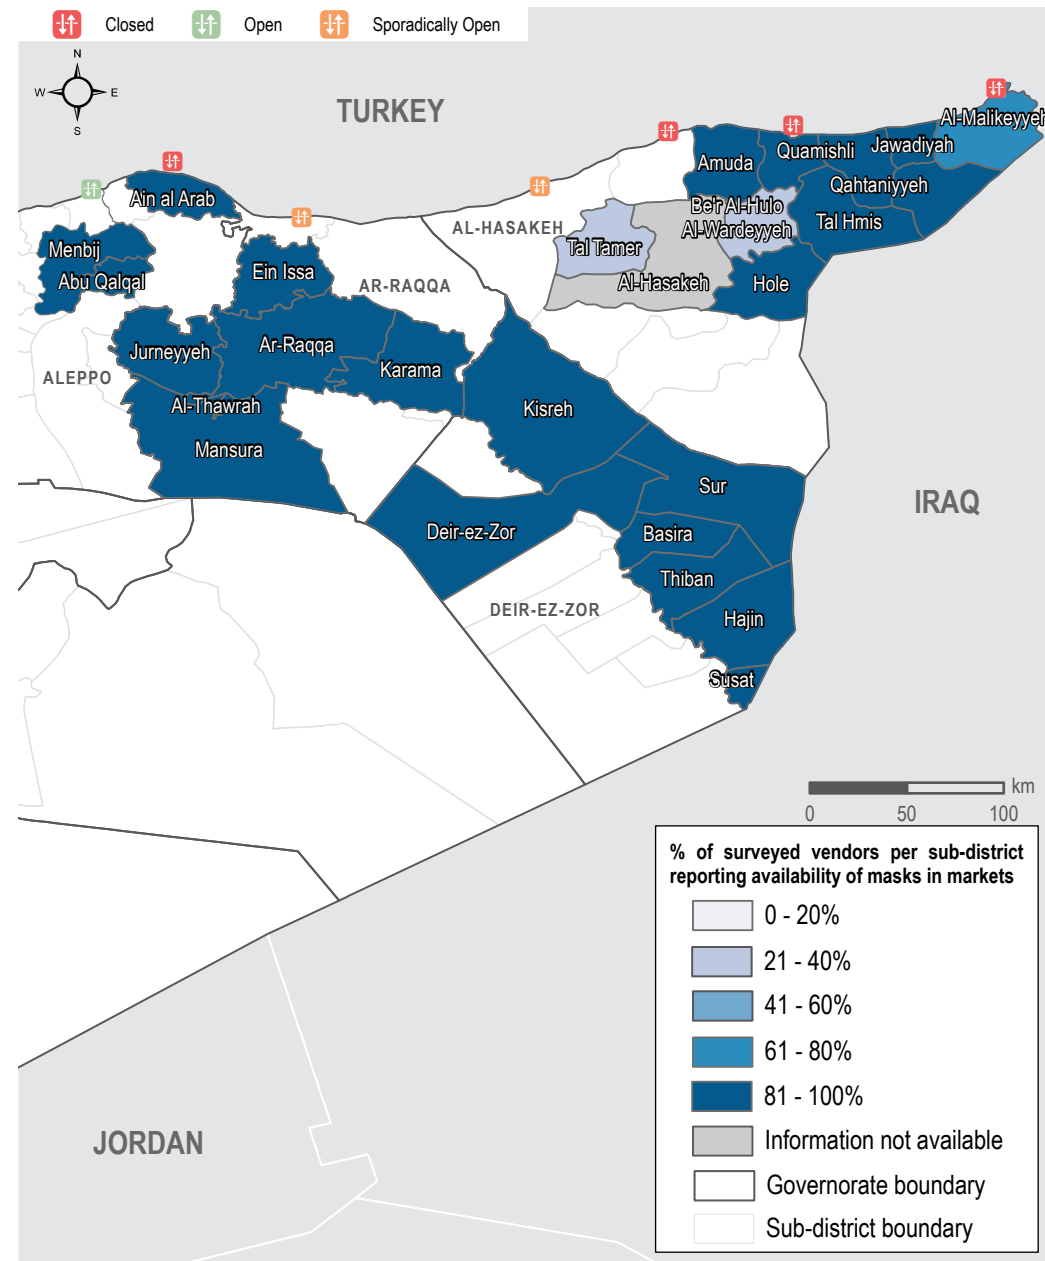 Closed
Open
Sporadically Open
N
W
E
S
TURKEY
Al-Malikeyyeh
Quamishli
Jawadiyah
Amuda
Ain al Arab
Qahtaniyyeh
Be'r Al-Hulo
Al-Wardeyyeh
Tal Hmis
AL-HASAKEH
Tal Tamer
Menbij
Abu Qalqal
Ein Issa
AR-RAQQA
Al-Hasakeh
Hole
Jurneyyeh
Ar-Raqqa
Karama
ALEPPO
Al-Thawrah
Kisreh
Mansura
Sur
IRAQ
Deir-ez-Zor
Basira
Thiban
DEIR-EZ-ZOR
Hajin
Susat
km
0 50 100
% of surveyed vendors per sub-district
reporting availability of masks in markets
0 - 20%
21 - 40%
41 - 60%
61 - 80%
81 - 100%
Information not available
Governorate boundary
Sub-district boundary
JORDAN